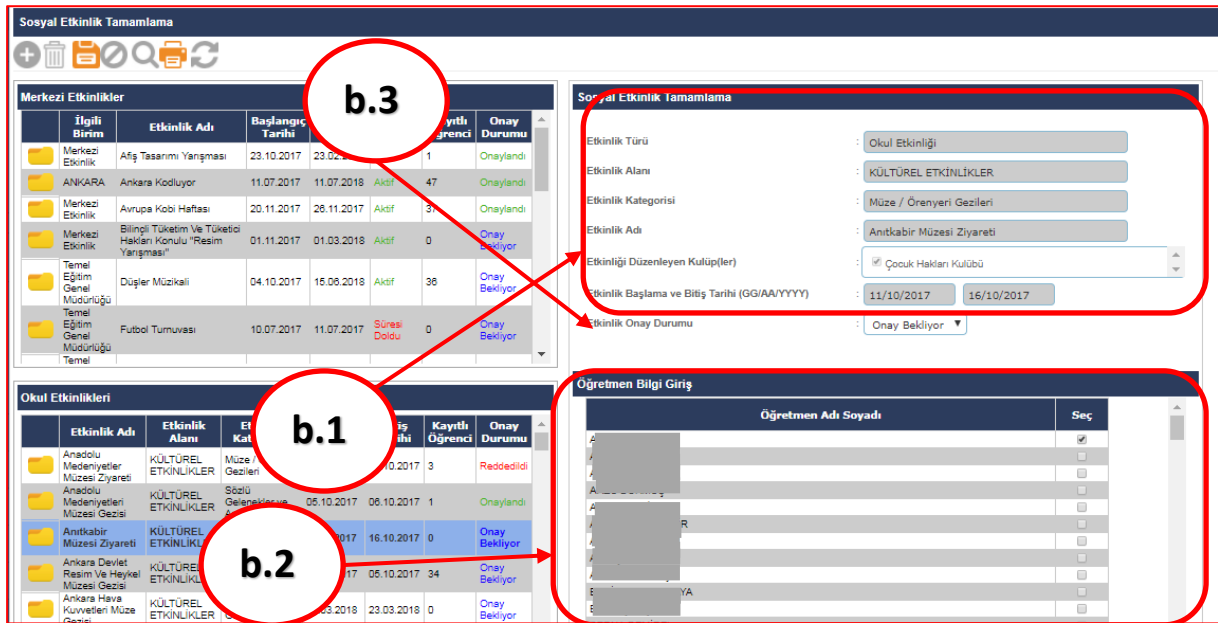 Sosyal Etkinlik Tamamlama
Merkezi Etkinlikler
İlgili Birim Etkinlik Adı Başlangıç Tarihi Kayıtlı Öğrenci Onay Durumu
Merkezi Etkinlik Afiş Tasarımı Yarışması 23.10.2017 1 Onaylandı
ANKARA Ankara Kodluyor 11.07.2017 11.07.2018 Aktif 47 Onaylandı
Merkezi Etkinlik Avrupa Kobi Haftası 20.11.2017 26.11.2017 Aktif 37 Onaylandı
Merkezi Etkinlik Bilinçli Tüketim Ve Tüketici Hakları Konulu "Resim Yarışması" 01.11.2017 01.03.2018 Aktif 0 Onay Bekliyor
Temel Eğitim Genel Müdürlüğü Düşler Müzikali 04.10.2017 15.06.2018 Aktif 36 Onay Bekliyor
Temel Eğitim Genel Müdürlüğü Futbol Turnuvası 10.07.2017 11.07.2017 Süresi Doldu 0 Onay Bekliyor
Temel
b.3
Sosyal Etkinlik Tamamlama
Etkinlik Türü : Okul Etkinliği
Etkinlik Alanı : KÜLTÜREL ETKİNLİKLER
Etkinlik Kategorisi : Müze / Örenyeri Gezileri
Etkinlik Adı : Anıtkabir Müzesi Ziyareti
Etkinliği Düzenleyen Kulüp(ler) : Çocuk Hakları Kulübü
Etkinlik Başlama ve Bitiş Tarihi (GG/AA/YYYY) : 11/10/2017 16/10/2017
Etkinlik Onay Durumu : Onay Bekliyor
Okul Etkinlikleri
Etkinlik Adı Etkinlik Alanı Kayıtlı Öğrenci Onay Durumu
Anadolu Medeniyetler Müzesi Ziyareti KÜLTÜREL ETKİNLİKLER Müze / Gezileri .10.2017 3 Reddedildi
Anadolu Medeniyetleri Müzesi Gezisi KÜLTÜREL ETKİNLİKLER Sözlü Gelenekler ve 05.10.2017 06.10.2017 1 Onaylandı
Anıtkabir Müzesi Ziyareti KÜLTÜREL 2017 16.10.2017 0 Onay Bekliyor
Ankara Devlet Resim Ve Heykel Müzesi Gezisi KÜLTÜREL 05.10.2017 34 Onay Bekliyor
Ankara Hava Kuvvetleri Müze Gezisi KÜLTÜREL ETKİNLİKLER .03.2018 23.03.2018 0 Onay Bekliyor
b.1
b.2
Öğretmen Bilgi Giriş
Öğretmen Adı Soyadı Seç